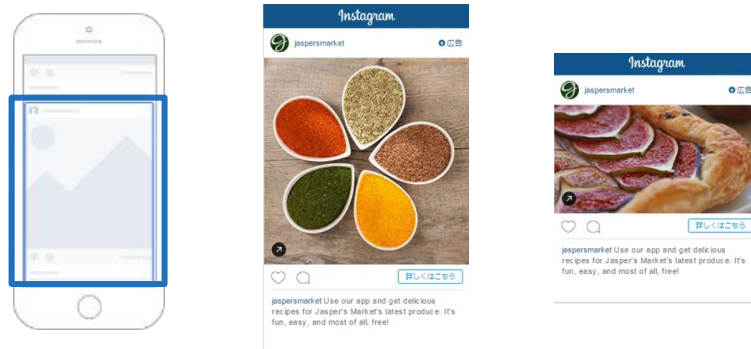 Instagram
jaspersmarket
広告
詳しくはこちら
jaspersmarket Use our app and get delicious
recipes for Jasper's Market's latest produce. It's
fun, easy, and most of all, free!
Instagram
jaspersmarket
広告
詳しくはこちら
jaspersmarket Use our app and get delicious
recipes for Jasper's Market's latest produce. It's
fun, easy, and most of all, free!